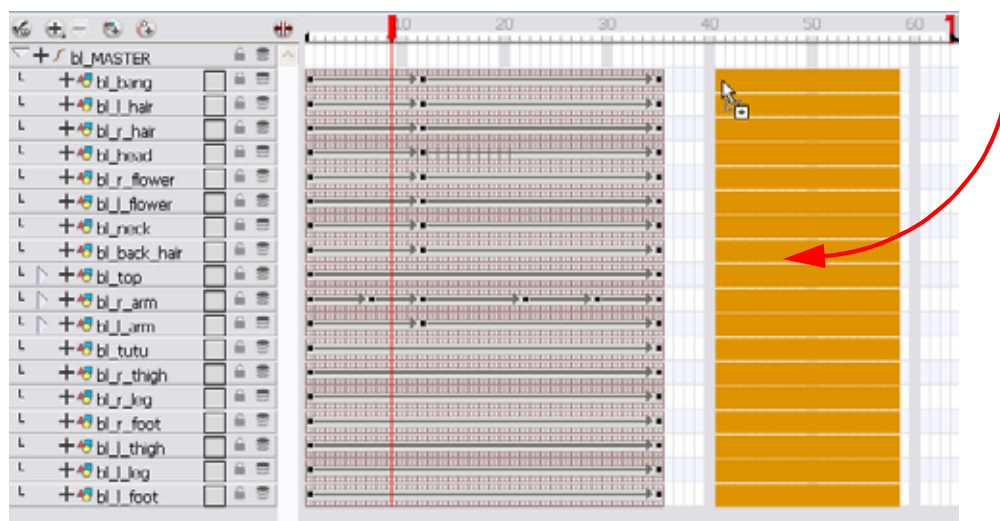 10 20 30 40 50 60
bl_MASTER
bl_bang
bl_l_hair
bl_r_hair
bl_head
bl_r_flower
bl_l_flower
bl_neck
bl_back_hair
bl_top
bl_r_arm
bl_l_arm
bl_tutu
bl_r_thigh
bl_r_leg
bl_r_foot
bl_l_thigh
bl_l_leg
bl_l_foot